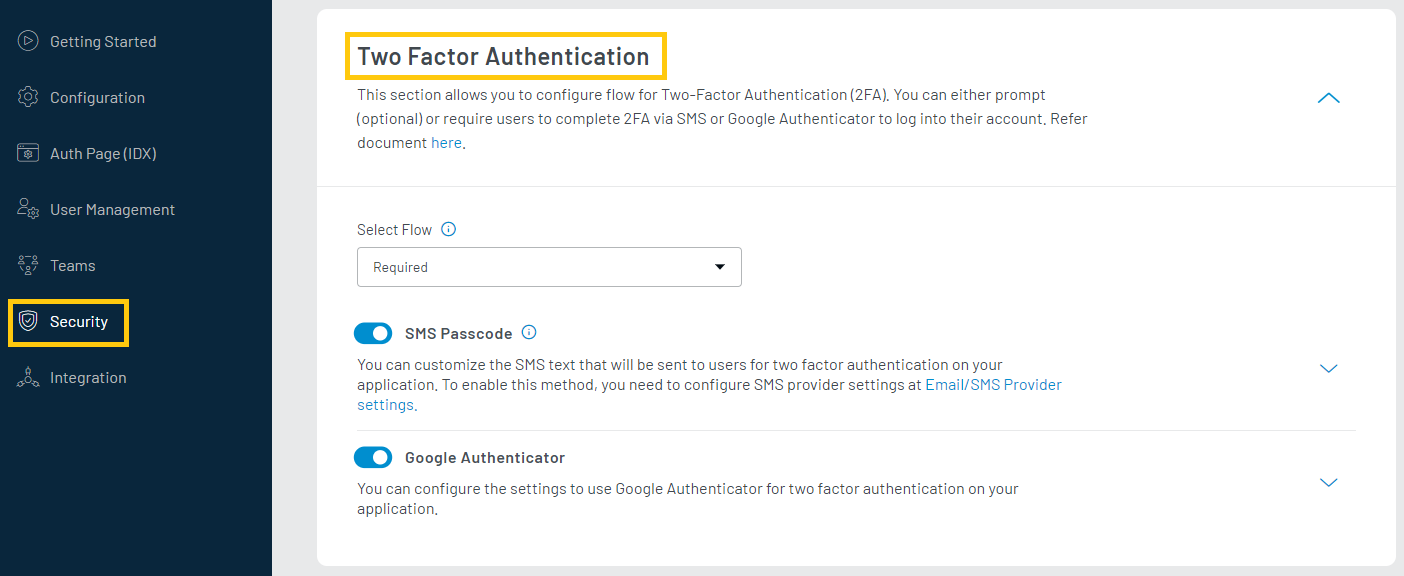 Getting Started
Configuration
Auth Page (IDX)
User Management
Teams
Security
Integration
Two Factor Authentication
This section allows you to configure flow for Two-Factor Authentication (2FA). You can either prompt
(optional) or require users to complete 2FA via SMS or Google Authenticator to log into their account. Refer
document here.
Select Flow
Required
SMS Passcode
You can customize the SMS text that will be sent to users for two factor authentication on your
application. To enable this method, you need to configure SMS provider settings at Email/SMS Provider
settings.
Google Authenticator
You can configure the settings to use Google Authenticator for two factor authentication on your
application.